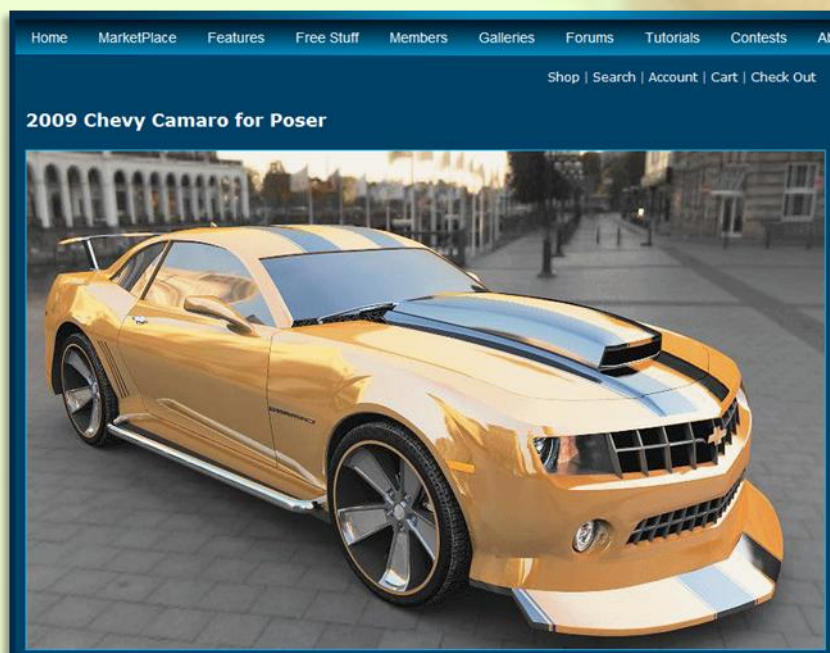 Home MarketPlace Features Free Stuff Members Galleries Forums Tutorials Contests
Shop | Search | Account | Cart | Check Out
2009 Chevy Camaro for Poser